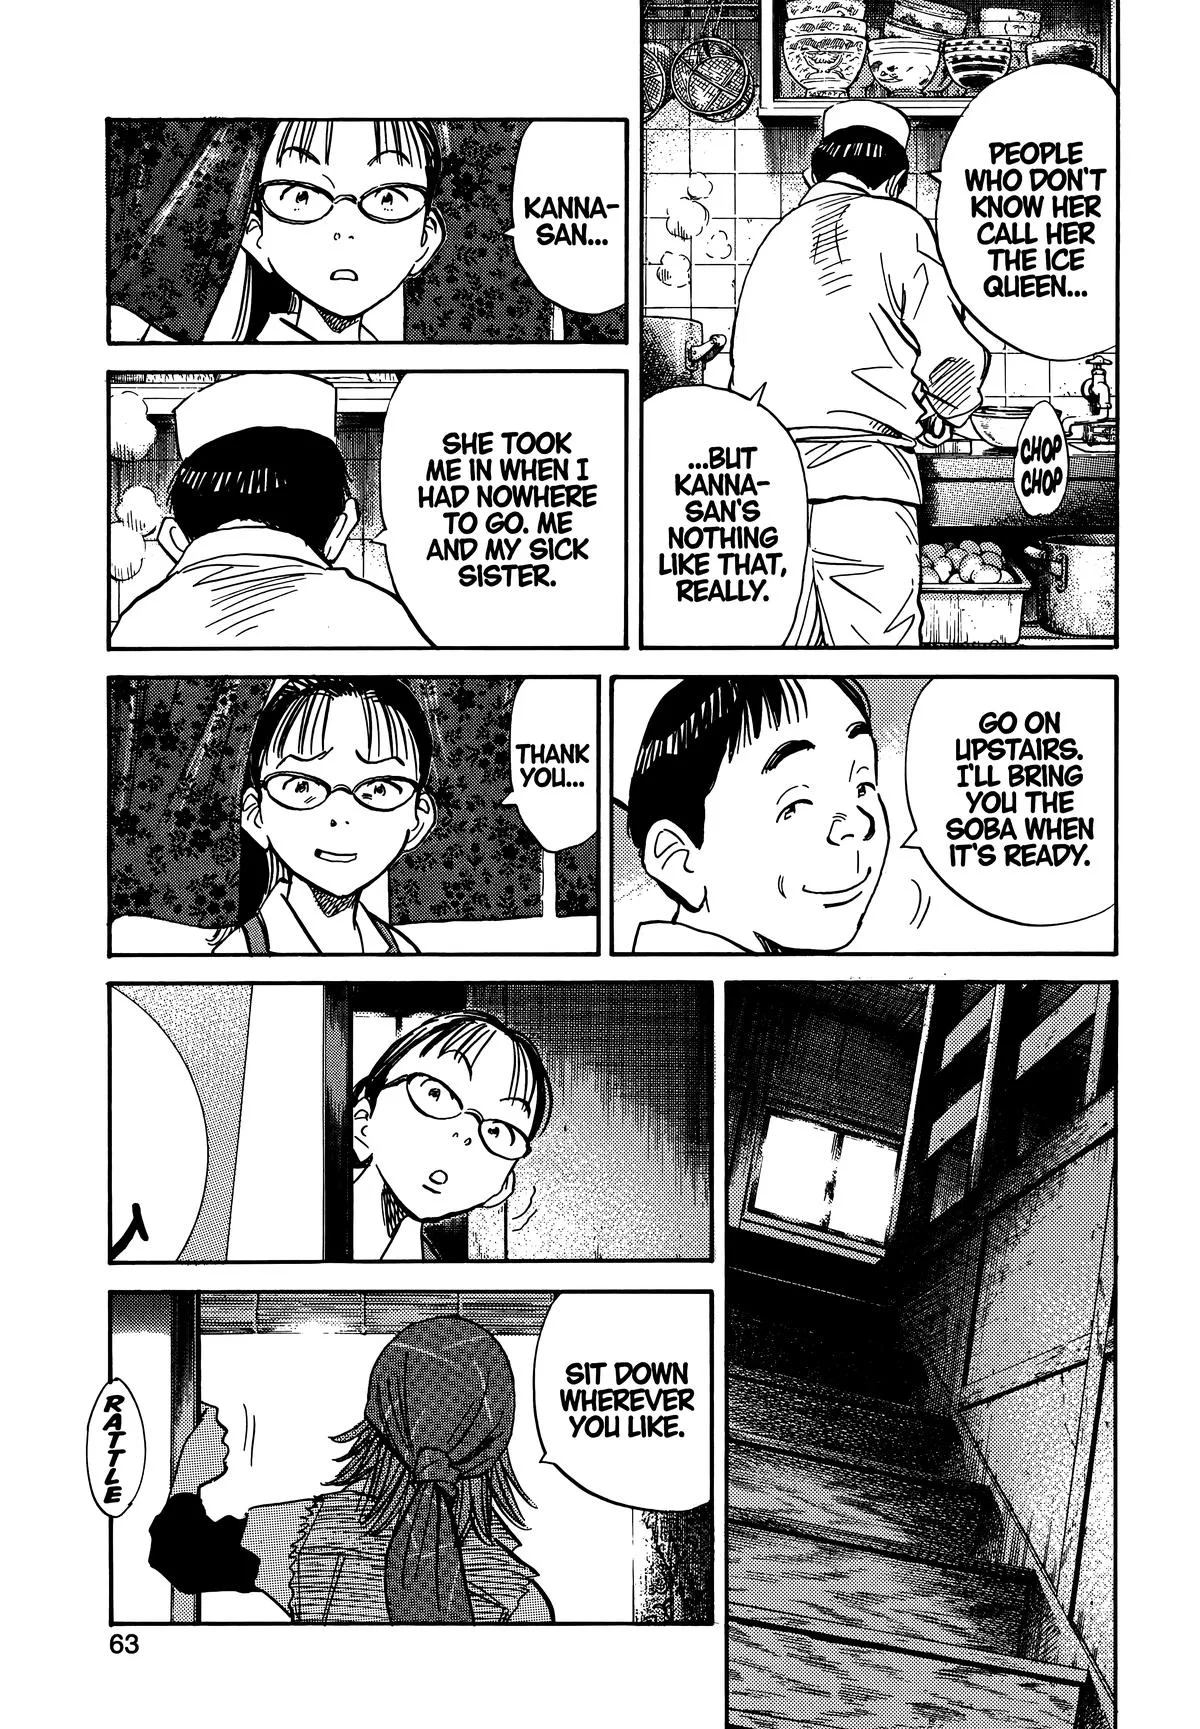 PEOPLE
WHO DON'T
KNOW HER
CALL HER
THE ICE
QUEEN...
CHOP
CHOP
...BUT
KANNA-
SAN'S
NOTHING
LIKE THAT,
REALLY.
KANNA-
SAN...
SHE TOOK
ME IN WHEN I
HAD NOWHERE
TO GO. ME
AND MY SICK
SISTER.
GO ON
UPSTAIRS.
I'LL BRING
YOU THE
SOBA WHEN
IT'S READY.
THANK
YOU...
SIT DOWN
WHEREVER
YOU LIKE.
RATTLE
63